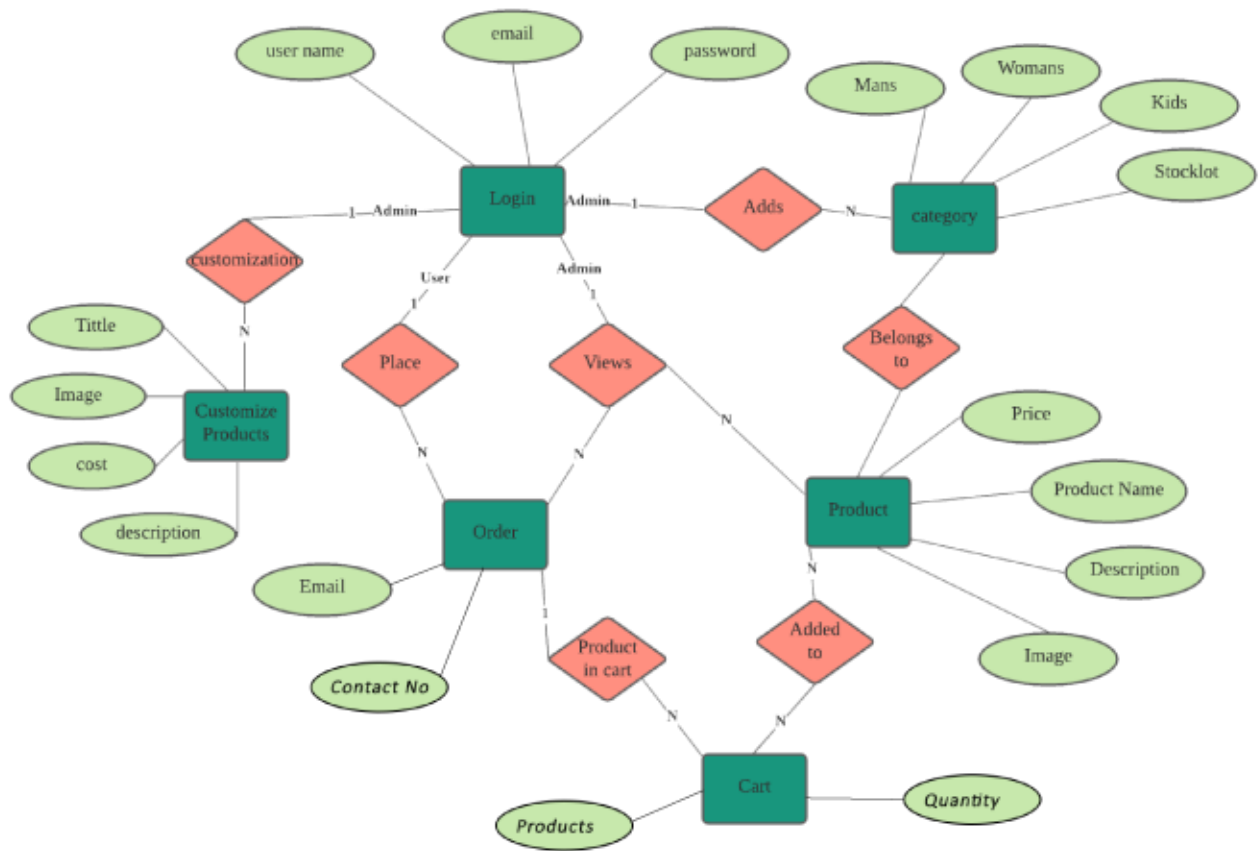 email
user name
password
Womans
Mans
Kids
Stocklot
Login
Admin
1
Adds
N
category
1
Admin
customization
User
1
Admin
1
N
Tittle
Place
Views
Belongs
to
Image
Customize
Products
cost
description
N
N
N
Price
Product Name
Product
Description
Image
Order
Email
Contact No
1
Product
in cart
N
Added
to
N
N
Cart
Products
Quantity